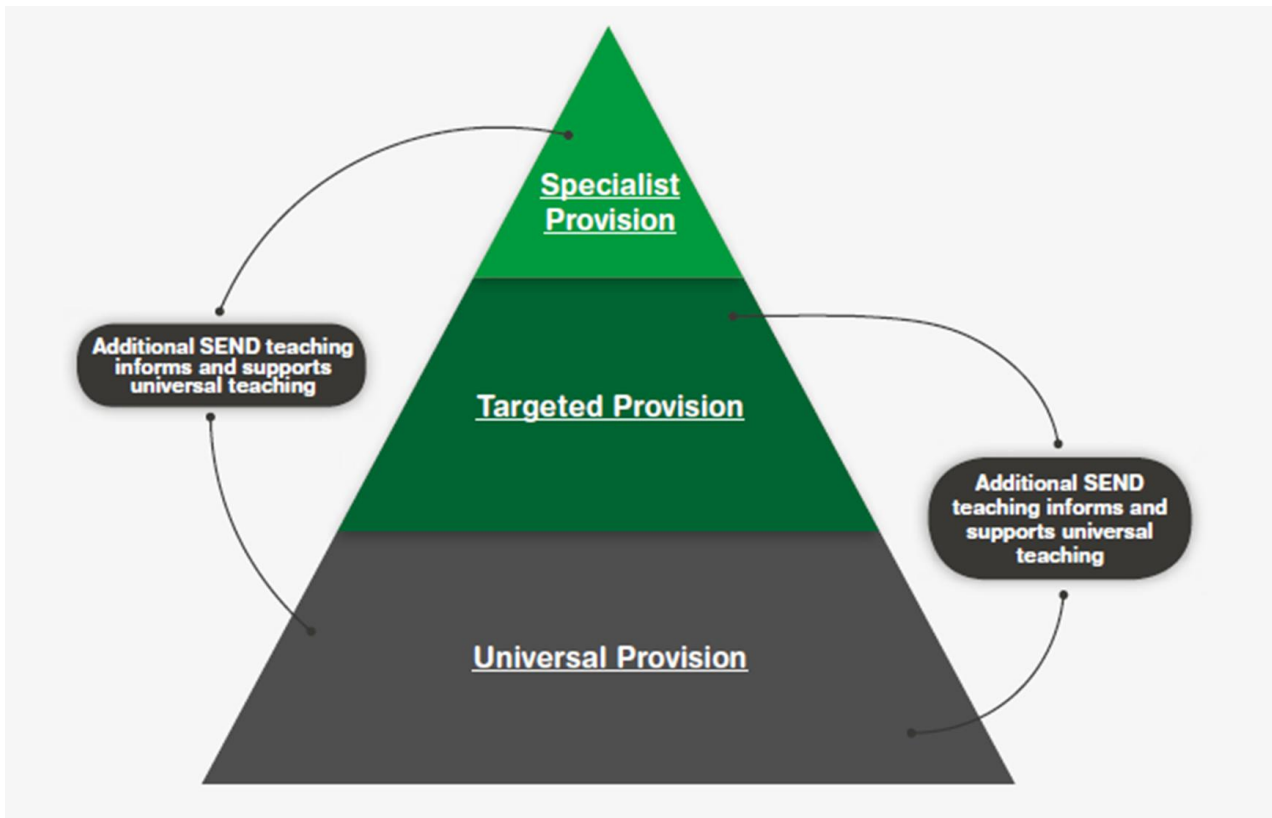 Specialist
Provision
Additional SEND teaching
informs and supports
universal teaching
Targeted Provision
Additional SEND
teaching informs and
supports universal
teaching
Universal Provision